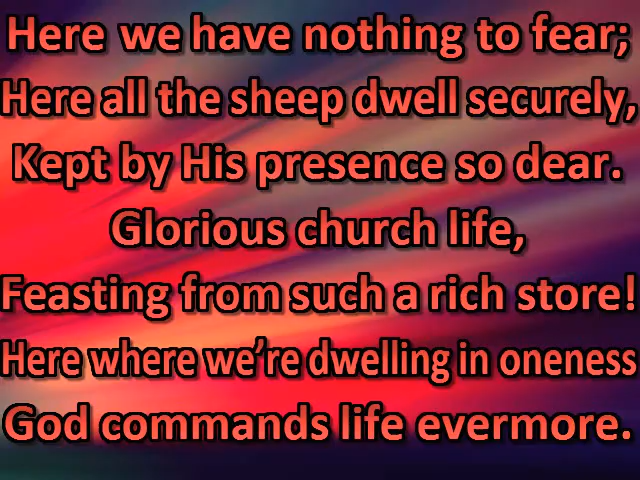 Here we have nothing to fear;
Here all the sheep dwell securely,
Kept by His presence so dear.
Glorious church life,
Feasting from such a rich store!
Here where we’re dwelling in oneness
God commands life evermore.